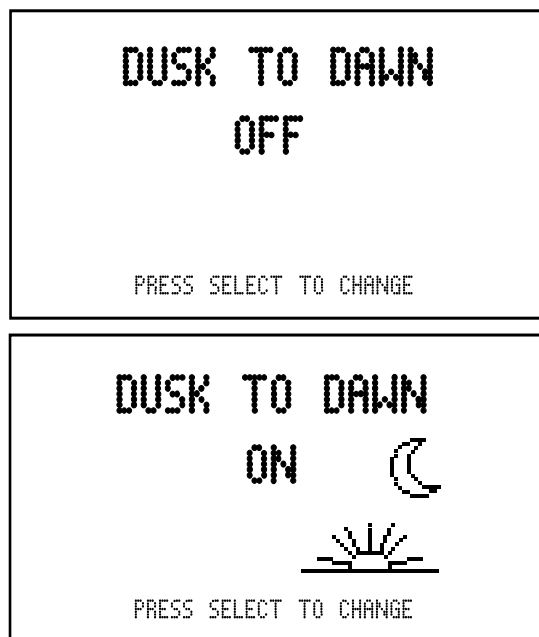 DUSK TO DAWN
OFF
PRESS SELECT TO CHANGE
DUSK TO DAWN
ON
PRESS SELECT TO CHANGE